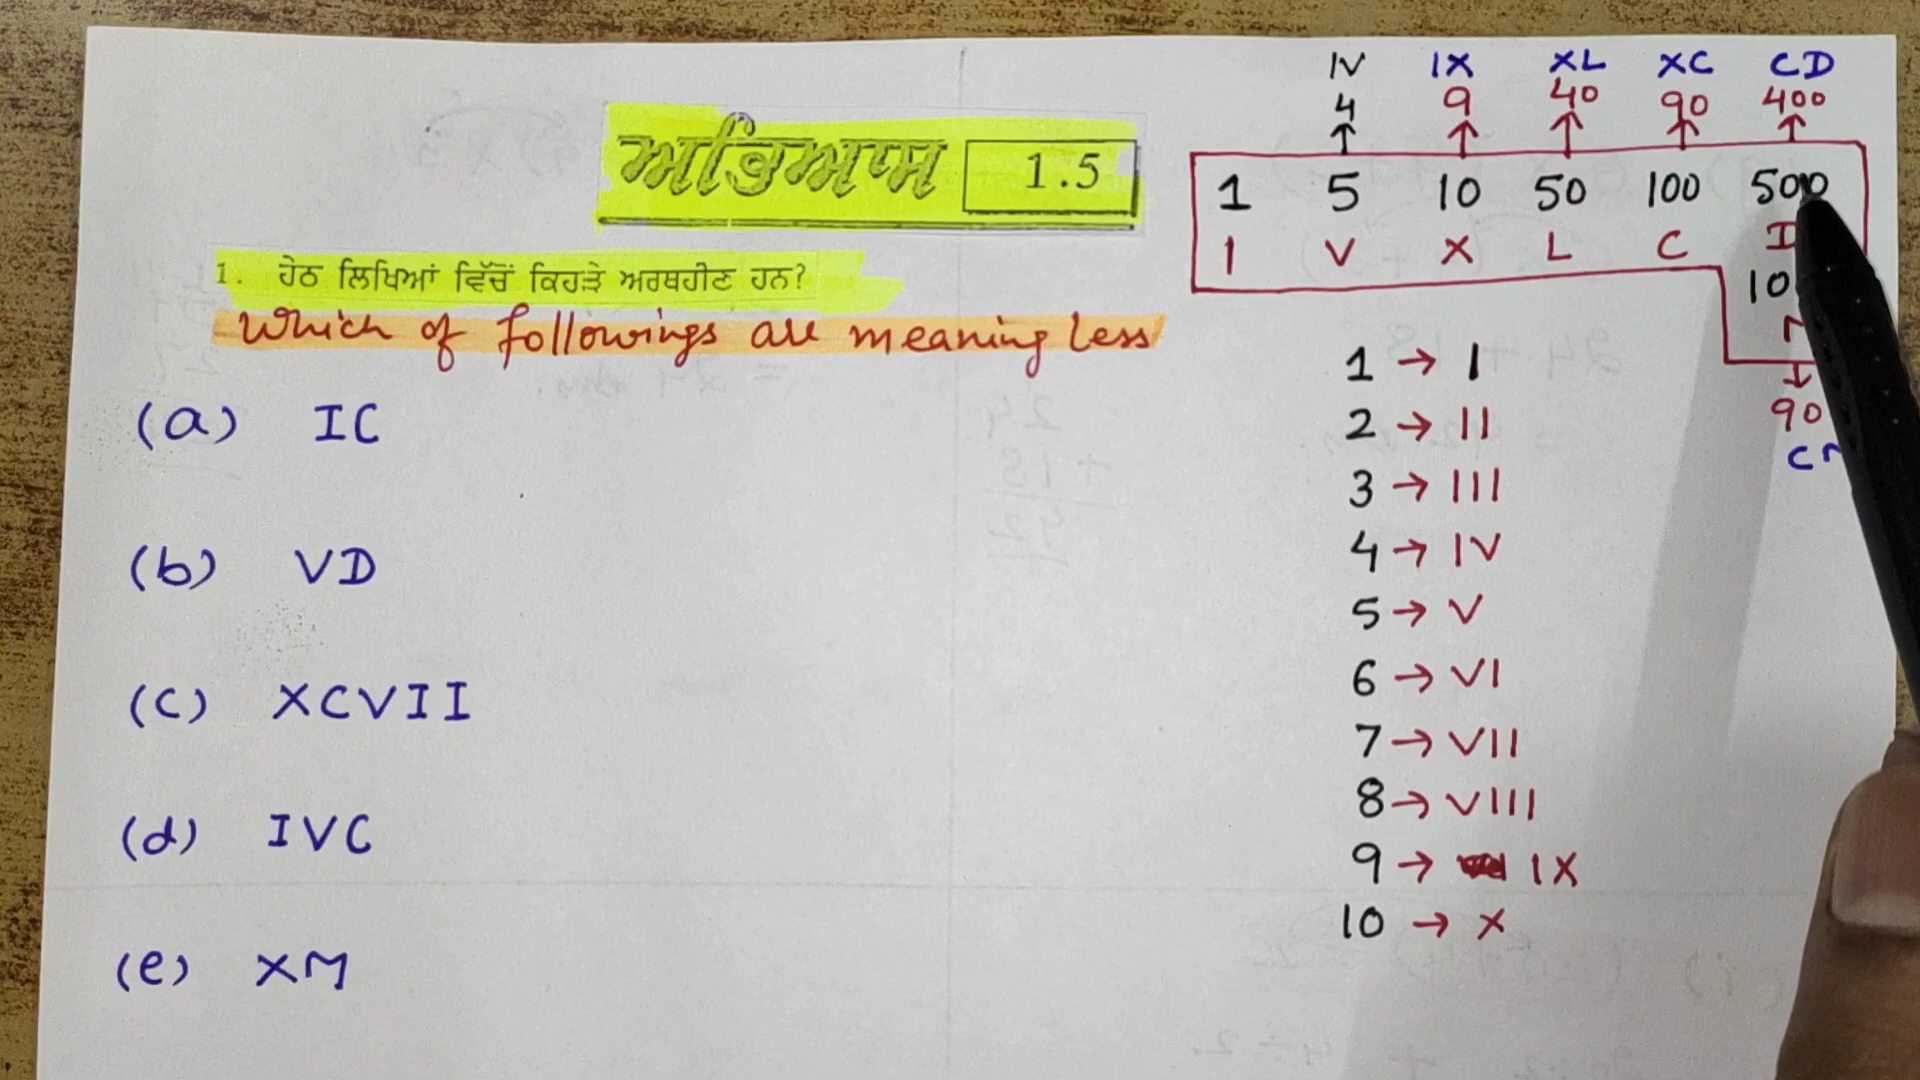 ਅਭਿਆਸ 1.5
1. ਹੇਠ ਲਿਖਿਆਂ ਵਿੱਚੋਂ ਕਿਹੜੇ ਅਰਥਹੀਣ ਹਨ?
Which of followings are meaning less
(a) IC
(b) VD
(c) XCVII
(d) IVC
(e) XM
IV IX XL XC CD
4 9 40 90 400
1 5 10 50 100 500
I V X L C
1 → I
2 → II
3 → III
4 → IV
5 → V
6 → VI
7 → VII
8 → VIII
9 → IX
10 → X